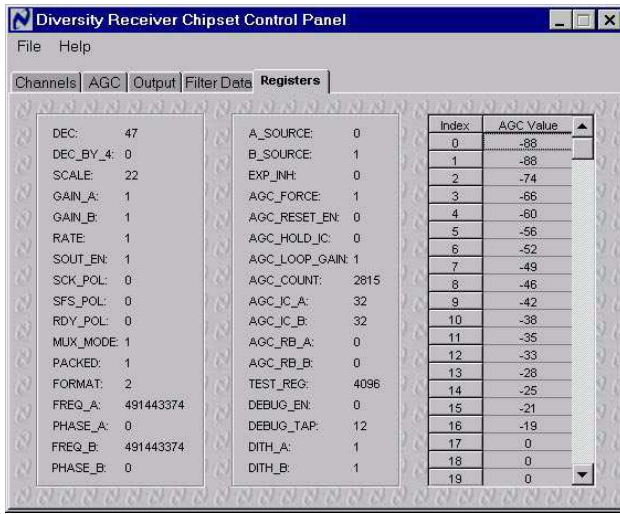 Diversity Receiver Chipset Control Panel
File Help
Channels AGC Output Filter Data Registers
DEC: 47
DEC_BY_4: 0
SCALE: 22
GAIN_A: 1
GAIN_B: 1
RATE: 1
SOUT_EN: 1
SCK_POL: 0
SFS_POL: 0
RDY_POL: 0
MUX_MODE: 1
PACKED: 1
FORMAT: 2
FREQ_A: 491443374
PHASE_A: 0
FREQ_B: 491443374
PHASE_B: 0
A_SOURCE: 0
B_SOURCE: 1
EXP_INH: 0
AGC_FORCE: 1
AGC_RESET_EN: 0
AGC_HOLD_IC: 0
AGC_LOOP_GAIN: 1
AGC_COUNT: 2815
AGC_IC_A: 32
AGC_IC_B: 32
AGC_RB_A: 0
AGC_RB_B: 0
TEST_REG: 4096
DEBUG_EN: 0
DEBUG_TAP: 12
DITH_A: 1
DITH_B: 1
Index AGC Value
0 -88
1 -88
2 -74
3 -66
4 -60
5 -56
6 -52
7 -49
8 -46
9 -42
10 -38
11 -35
12 -33
13 -28
14 -25
15 -21
16 -19
17 0
18 0
19 0